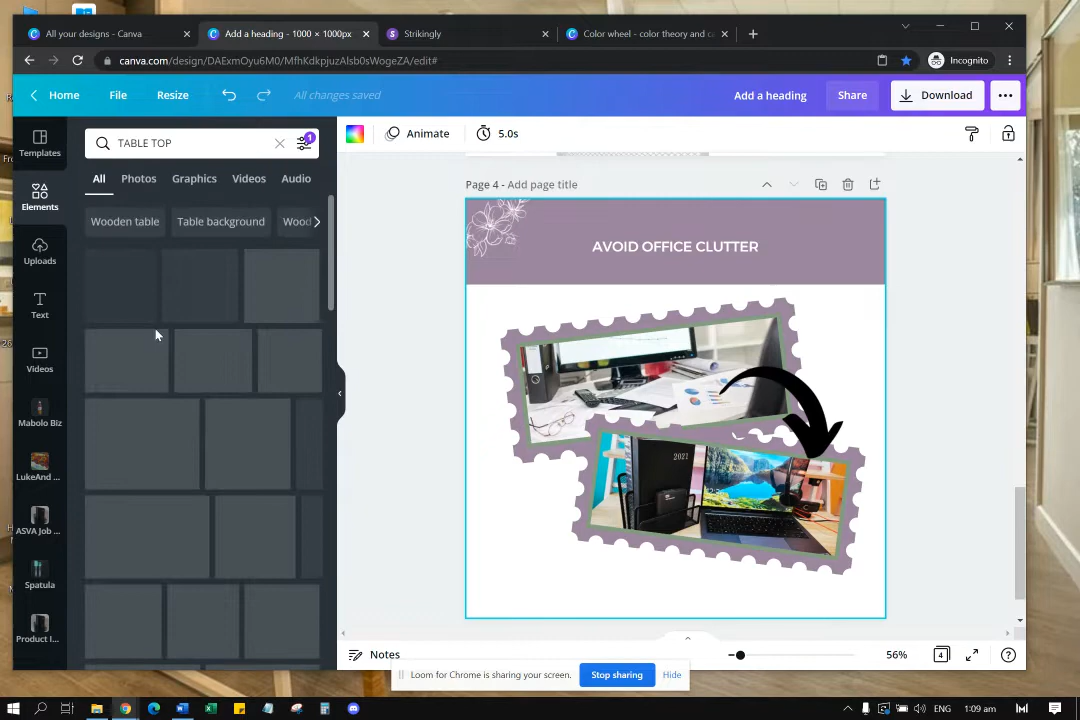 All your designs - Canva
Add a heading - 1000 × 1000px
Strikingly
Color wheel - color theory and ca
canva.com/design/DAExmOyu6M0/MfhKdkpjuzAlsb0sWogeZA/edit#
Incognito
Home
File
Resize
All changes saved
Add a heading
Share
Download
Templates
TABLE TOP
1
Animate
5.0s
All
Photos
Graphics
Videos
Audio
Page 4 - Add page title
Elements
Wooden table
Table background
Wood
AVOID OFFICE CLUTTER
Uploads
Text
Videos
Mabolo Biz
2021
LukeAnd ...
ASVA Job ...
Spatula
Product I...
Notes
56%
4
Loom for Chrome is sharing your screen.
Stop sharing
Hide
ENG
1:09 am